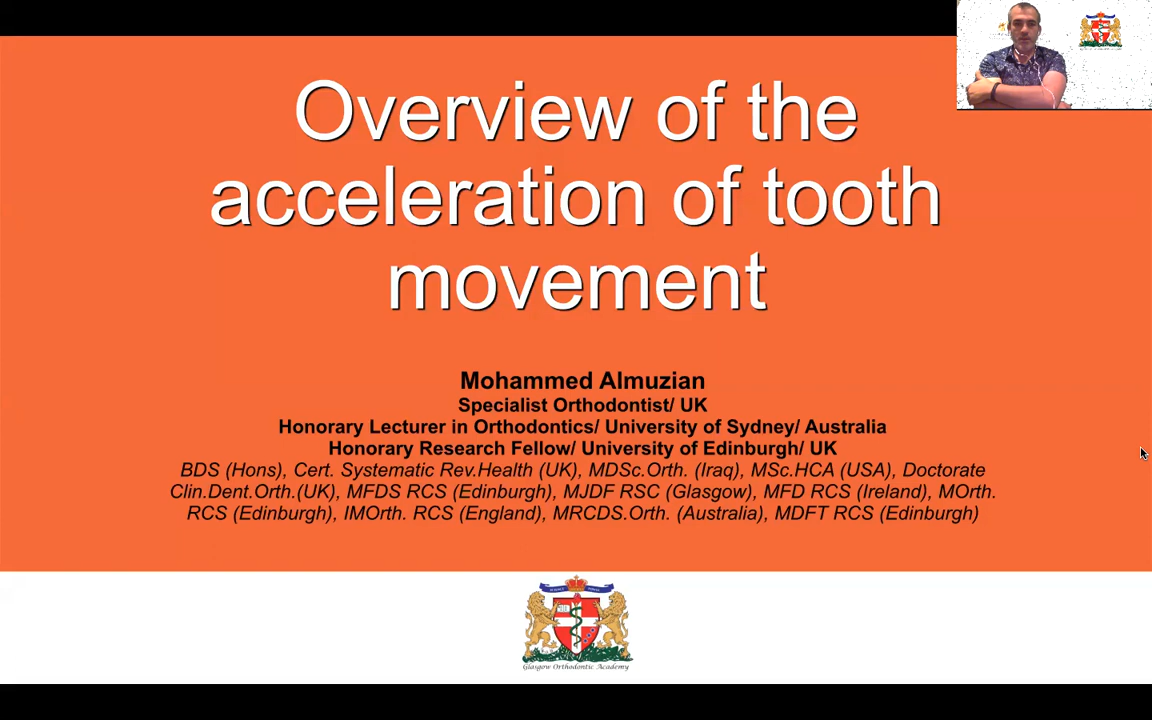 Overview of the
acceleration of tooth
movement
Mohammed Almuzian
Specialist Orthodontist/ UK
Honorary Lecturer in Orthodontics/ University of Sydney/ Australia
Honorary Research Fellow/ University of Edinburgh/ UK
BDS (Hons), Cert. Systematic Rev.Health (UK), MDSc.Orth. (Iraq), MSc.HCA (USA), Doctorate
Clin.Dent.Orth.(UK), MFDS RCS (Edinburgh), MJDF RSC (Glasgow), MFD RCS (Ireland), MOrth.
RCS (Edinburgh), IMOrth. RCS (England), MRCDS.Orth. (Australia), MDFT RCS (Edinburgh)
Glasgow Orthodontic Academy